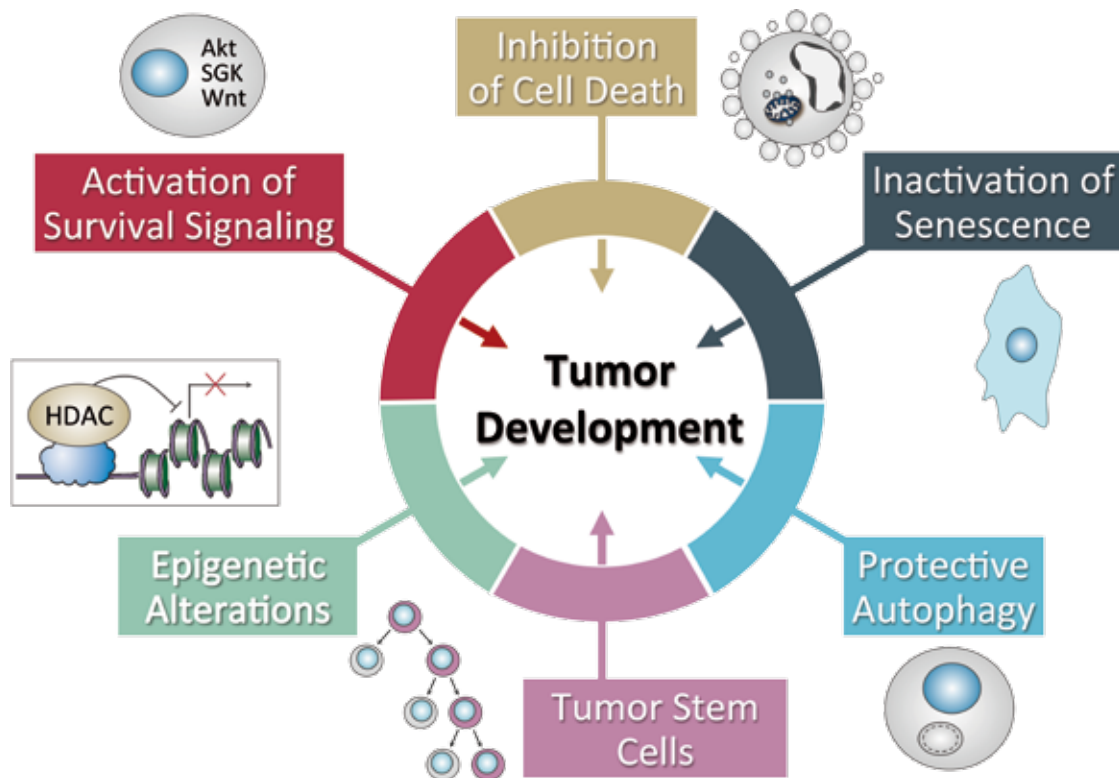 Akt
SGK
Wnt
Inhibition
of Cell Death
Activation of
Survival Signaling
Inactivation of
Senescence
HDAC
Tumor
Development
Epigenetic
Alterations
Protective
Autophagy
Tumor Stem
Cells